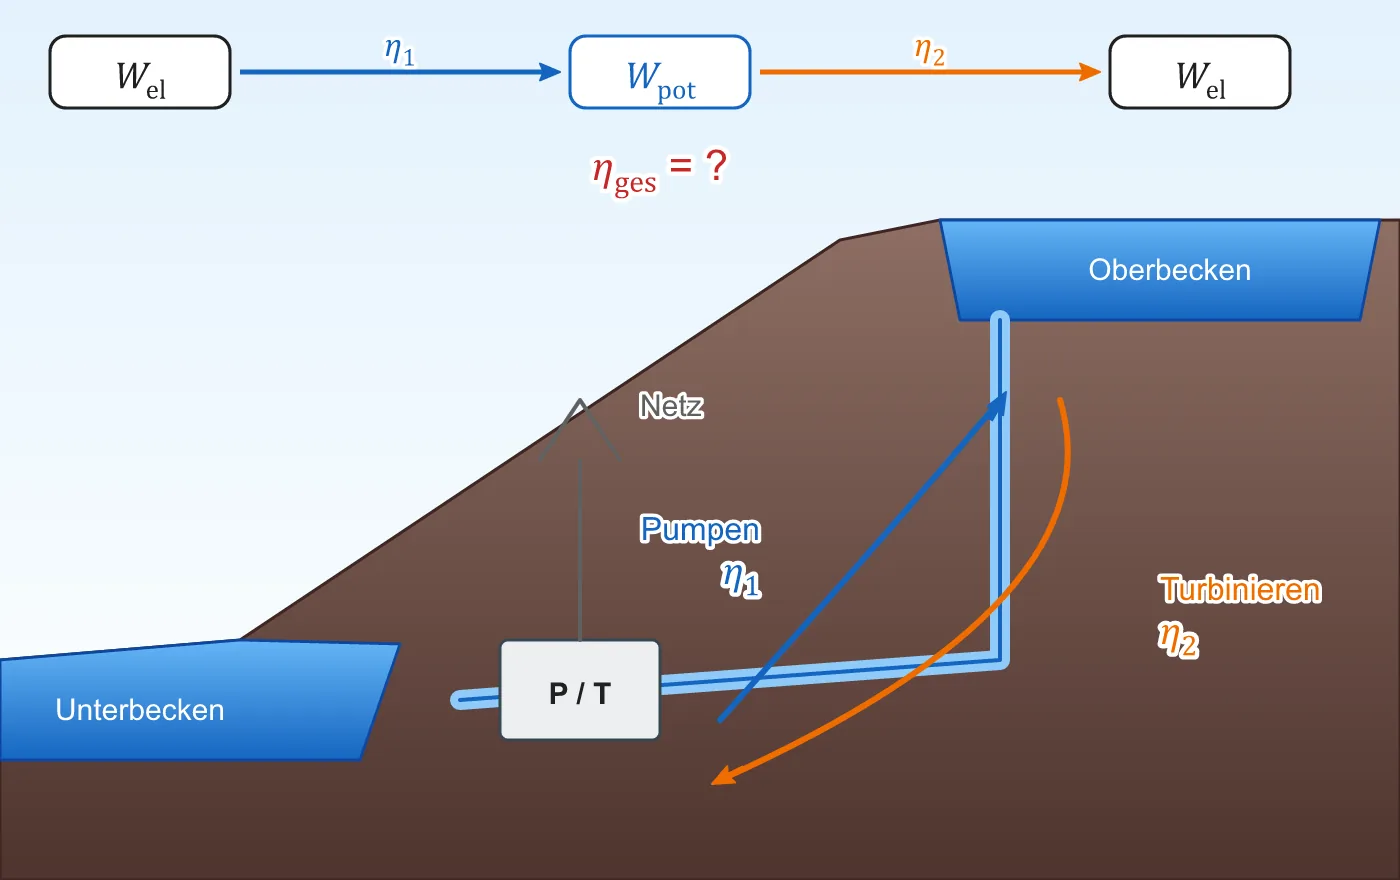 W_el
η_1
W_pot
η_2
W_el
η_ges = ?
Oberbecken
Netz
Pumpen
η_1
Turbinieren
η_2
P / T
Unterbecken